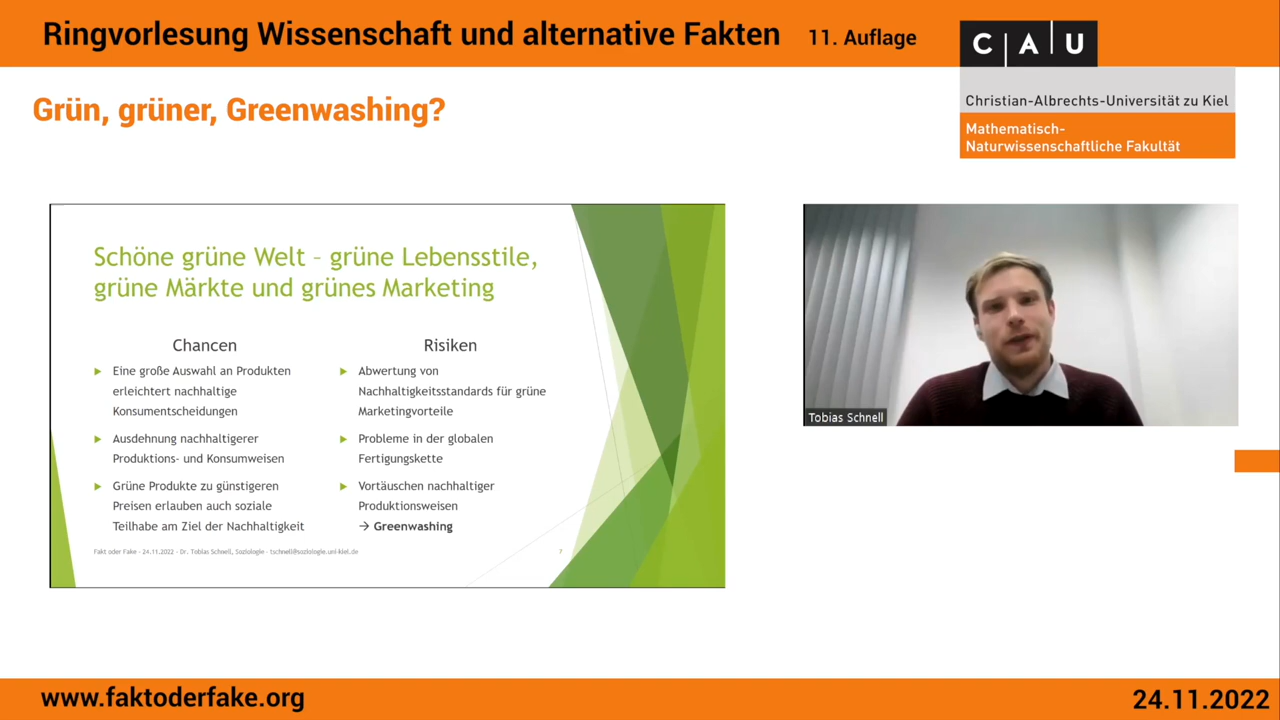 Ringvorlesung Wissenschaft und alternative Fakten 11. Auflage
CAU
Christian-Albrechts-Universität zu Kiel
Mathematisch-
Naturwissenschaftliche Fakultät
Grün, grüner, Greenwashing?
Schöne grüne Welt – grüne Lebensstile,
grüne Märkte und grünes Marketing
Chancen
Eine große Auswahl an Produkten
erleichtert nachhaltige
Konsumentscheidungen
Ausdehnung nachhaltigerer
Produktions- und Konsumweisen
Grüne Produkte zu günstigeren
Preisen erlauben auch soziale
Teilhabe am Ziel der Nachhaltigkeit
Risiken
Abwertung von
Nachhaltigkeitsstandards für grüne
Marketingvorteile
Probleme in der globalen
Fertigungskette
Vortäuschen nachhaltiger
Produktionsweisen
→ Greenwashing
Fakt oder Fake - 24.11.2022 - Dr. Tobias Schnell, Soziologie - tschnell@soziologie.uni-kiel.de
7
Tobias Schnell
www.faktoderfake.org
24.11.2022